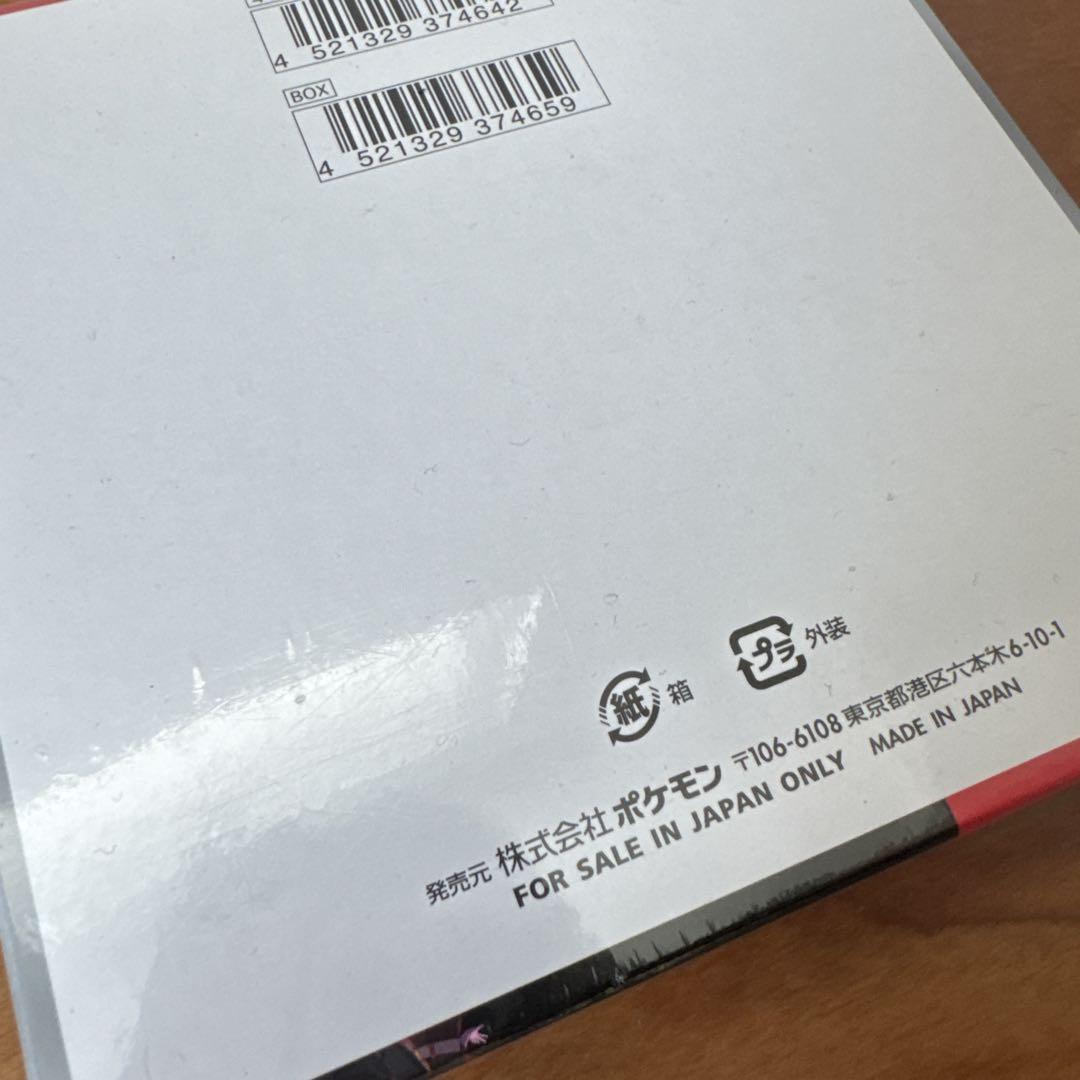 4 521329 374642
BOX
4 521329 374659
プラ 外装
紙 箱
発売元 株式会社 ポケモン 〒106-6108 東京都港区六本木6-10-1
FOR SALE IN JAPAN ONLY MADE IN JAPAN